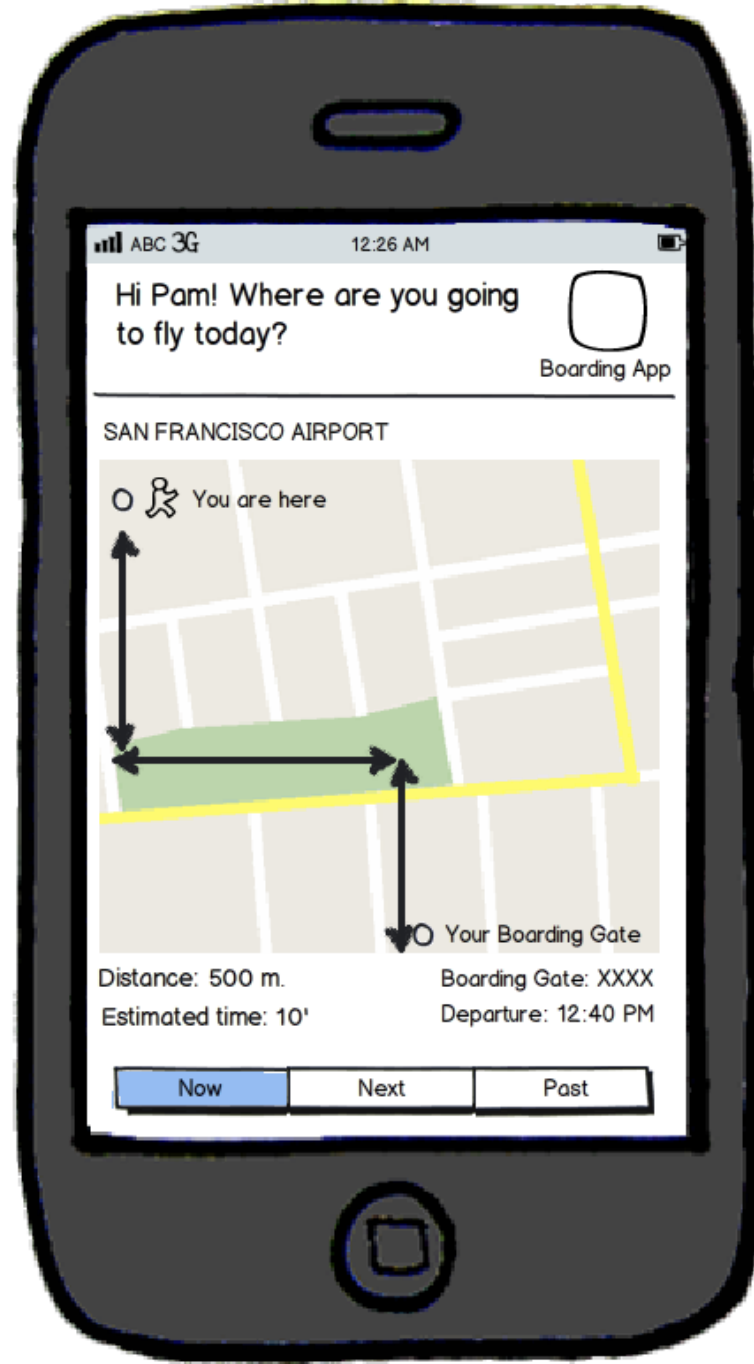 ABC 3G 12:26 AM
Hi Pam! Where are you going
to fly today?
Boarding App
SAN FRANCISCO AIRPORT
You are here
Your Boarding Gate
Distance: 500 m.
Boarding Gate: XXXX
Estimated time: 10'
Departure: 12:40 PM
Now Next Past